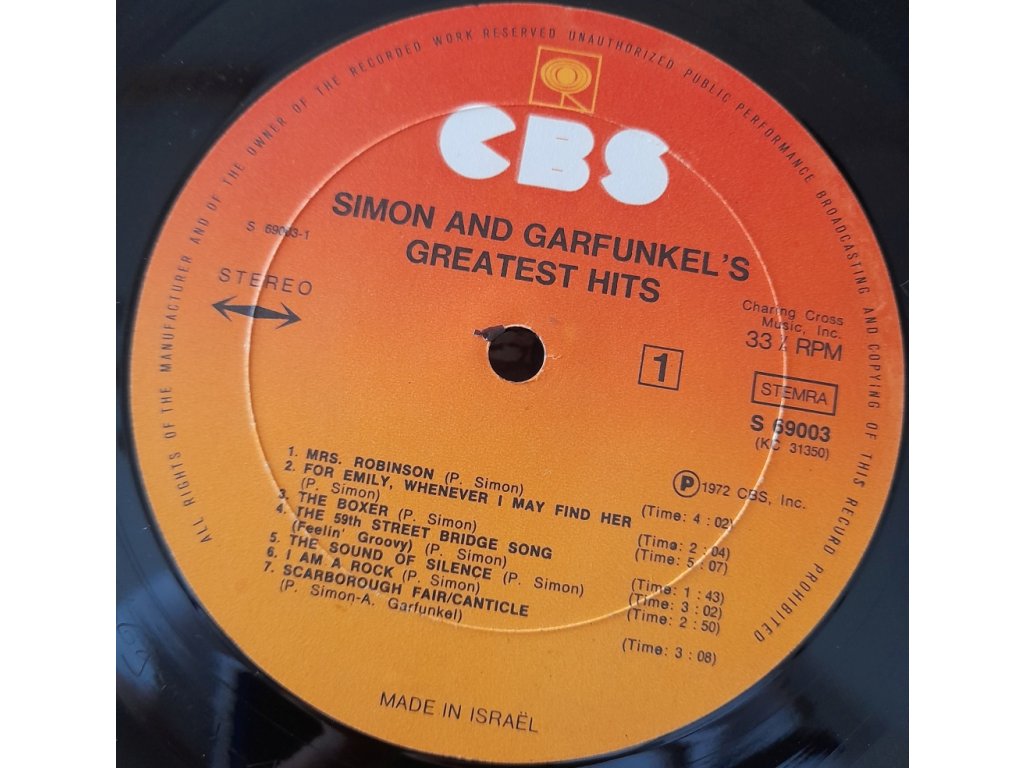 ALL RIGHTS OF THE MANUFACTURER AND OF THE OWNER OF THE RECORDED WORK RESERVED UNAUTHORIZED PUBLIC PERFORMANCE BROADCASTING AND COPYING OF THIS RECORD PROHIBITED
CBS
SIMON AND GARFUNKEL'S
GREATEST HITS
S 69003-1
STEREO
Charing Cross
Music, Inc.
33 ⅓ RPM
1
STEMRA
S 69003
(KC 31350)
Ⓟ 1972 CBS, Inc.
1. MRS. ROBINSON (P. Simon) (Time: 4 : 02)
2. FOR EMILY, WHENEVER I MAY FIND HER
(P. Simon) (Time: 2 : 04)
3. THE BOXER (P. Simon) (Time: 5 : 07)
4. THE 59th STREET BRIDGE SONG
(Feelin' Groovy) (P. Simon) (Time: 1 : 43)
5. THE SOUND OF SILENCE (P. Simon) (Time: 3 : 02)
6. I AM A ROCK (P. Simon) (Time: 2 : 50)
7. SCARBOROUGH FAIR/CANTICLE
(P. Simon-A. Garfunkel) (Time: 3 : 08)
MADE IN ISRAËL